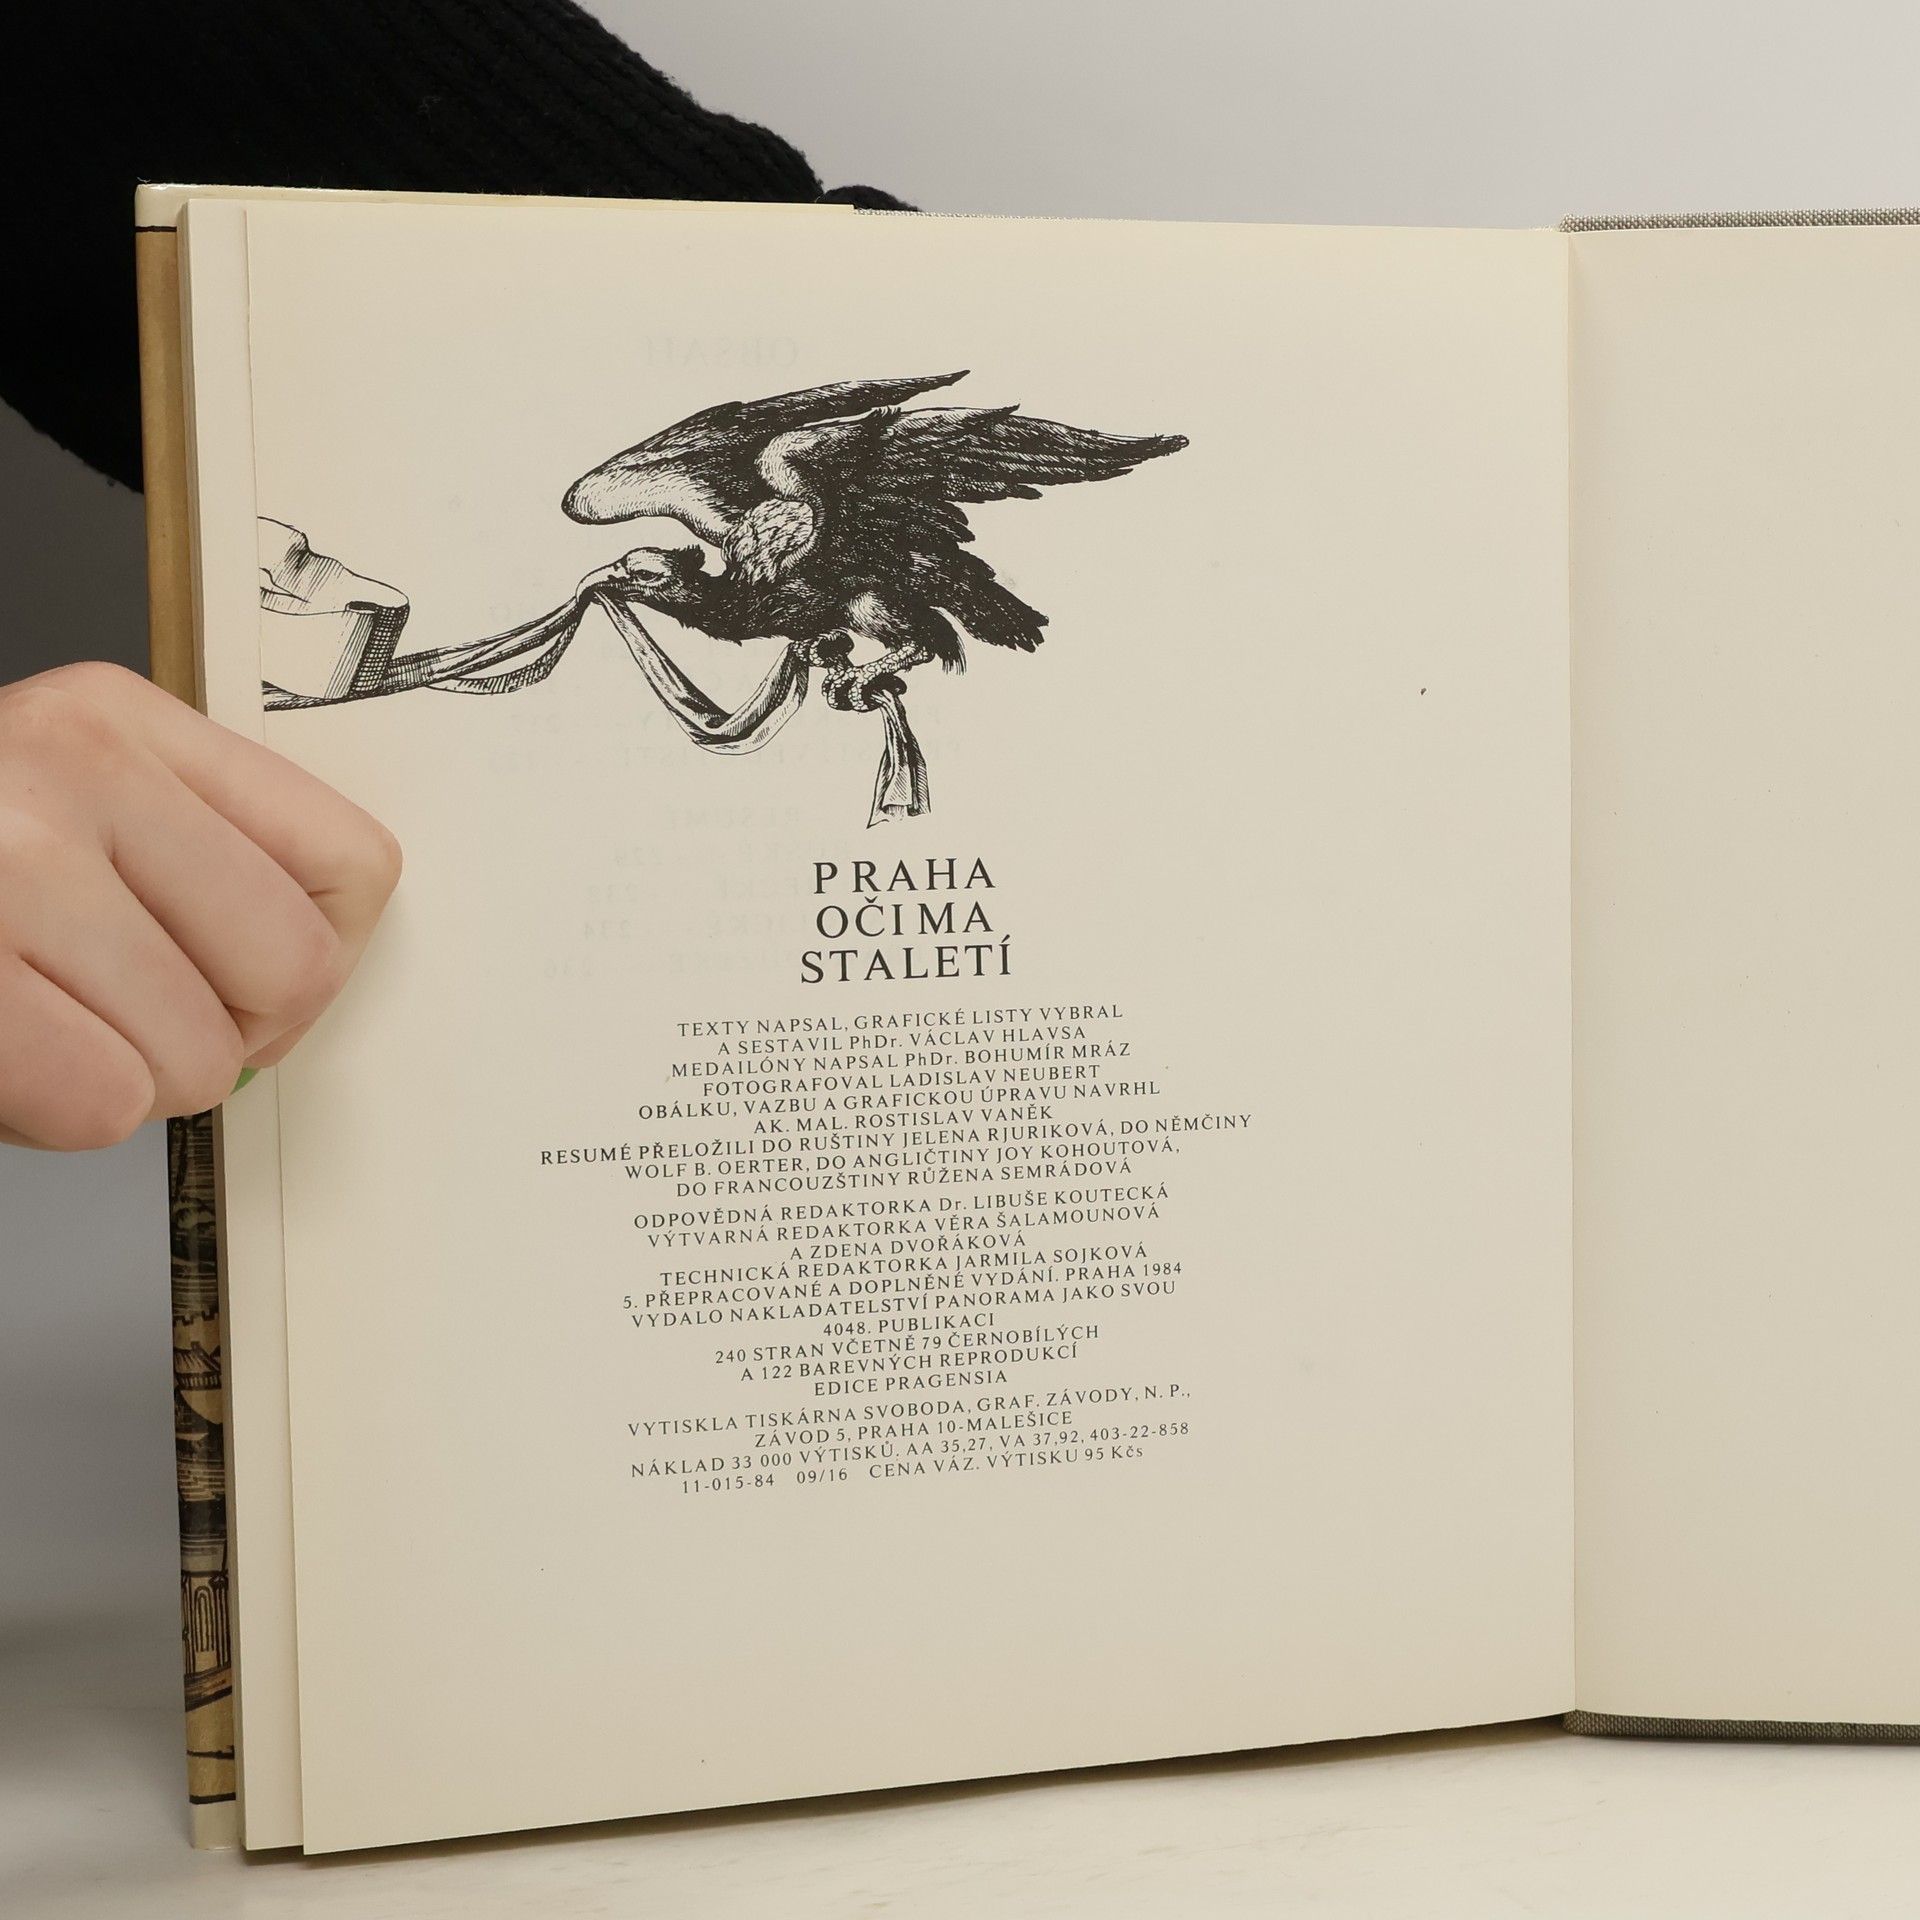 PRAHA
OČIMA
STALETÍ
TEXTY NAPSAL, GRAFICKÉ LISTY VYBRAL
A SESTAVIL PhDr. VÁCLAV HLAVSA
MEDAILÓNY NAPSAL PhDr. BOHUMÍR MRÁZ
FOTOGRAFOVAL LADISLAV NEUBERT
OBÁLKU, VAZBU A GRAFICKOU ÚPRAVU NAVRHL
AK. MAL. ROSTISLAV VANĚK
RESUMÉ PŘELOŽILI DO RUŠTINY JELENA RJURIKOVÁ, DO NĚMČINY
WOLF B. OERTER, DO ANGLIČTINY JOY KOHOUTOVÁ,
DO FRANCOUZŠTINY RŮŽENA SEMRÁDOVÁ
ODPOVĚDNÁ REDAKTORKA Dr. LIBUŠE KOUTECKÁ
VÝTVARNÁ REDAKTORKA VĚRA ŠALAMOUNOVÁ
A ZDENA DVOŘÁKOVÁ
TECHNICKÁ REDAKTORKA JARMILA SOJKOVÁ
5. PŘEPRACOVANÉ A DOPLNĚNÉ VYDÁNÍ. PRAHA 1984
VYDALO NAKLADATELSTVÍ PANORAMA JAKO SVOU
4048. PUBLIKACI
240 STRAN VČETNĚ 79 ČERNOBÍLÝCH
A 122 BAREVNÝCH REPRODUKCÍ
EDICE PRAGENSIA
VYTISKLA TISKÁRNA SVOBODA, GRAF. ZÁVODY, N. P.,
ZÁVOD 5, PRAHA 10-MALEŠICE
NÁKLAD 33 000 VÝTISKŮ. AA 35,27, VA 37,92, 403-22-858
11-015-84 09/16 CENA VÁZ. VÝTISKU 95 Kčs